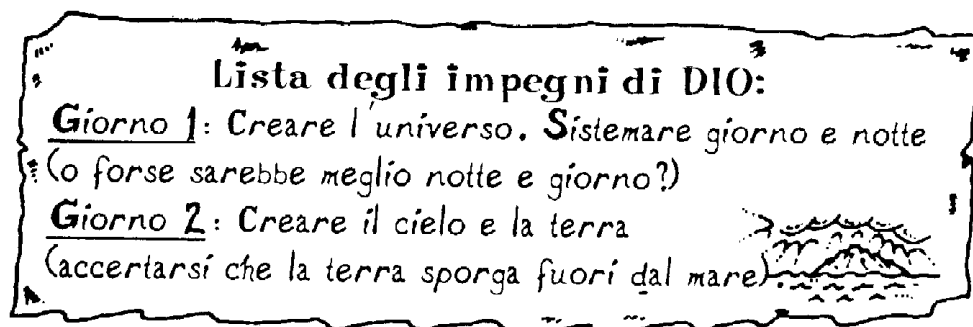 Lista degli impegni di DIO:
Giorno 1: Creare l'universo. Sistemare giorno e notte
(o forse sarebbe meglio notte e giorno?)
Giorno 2: Creare il cielo e la terra
(accertarsi che la terra sporga fuori dal mare)